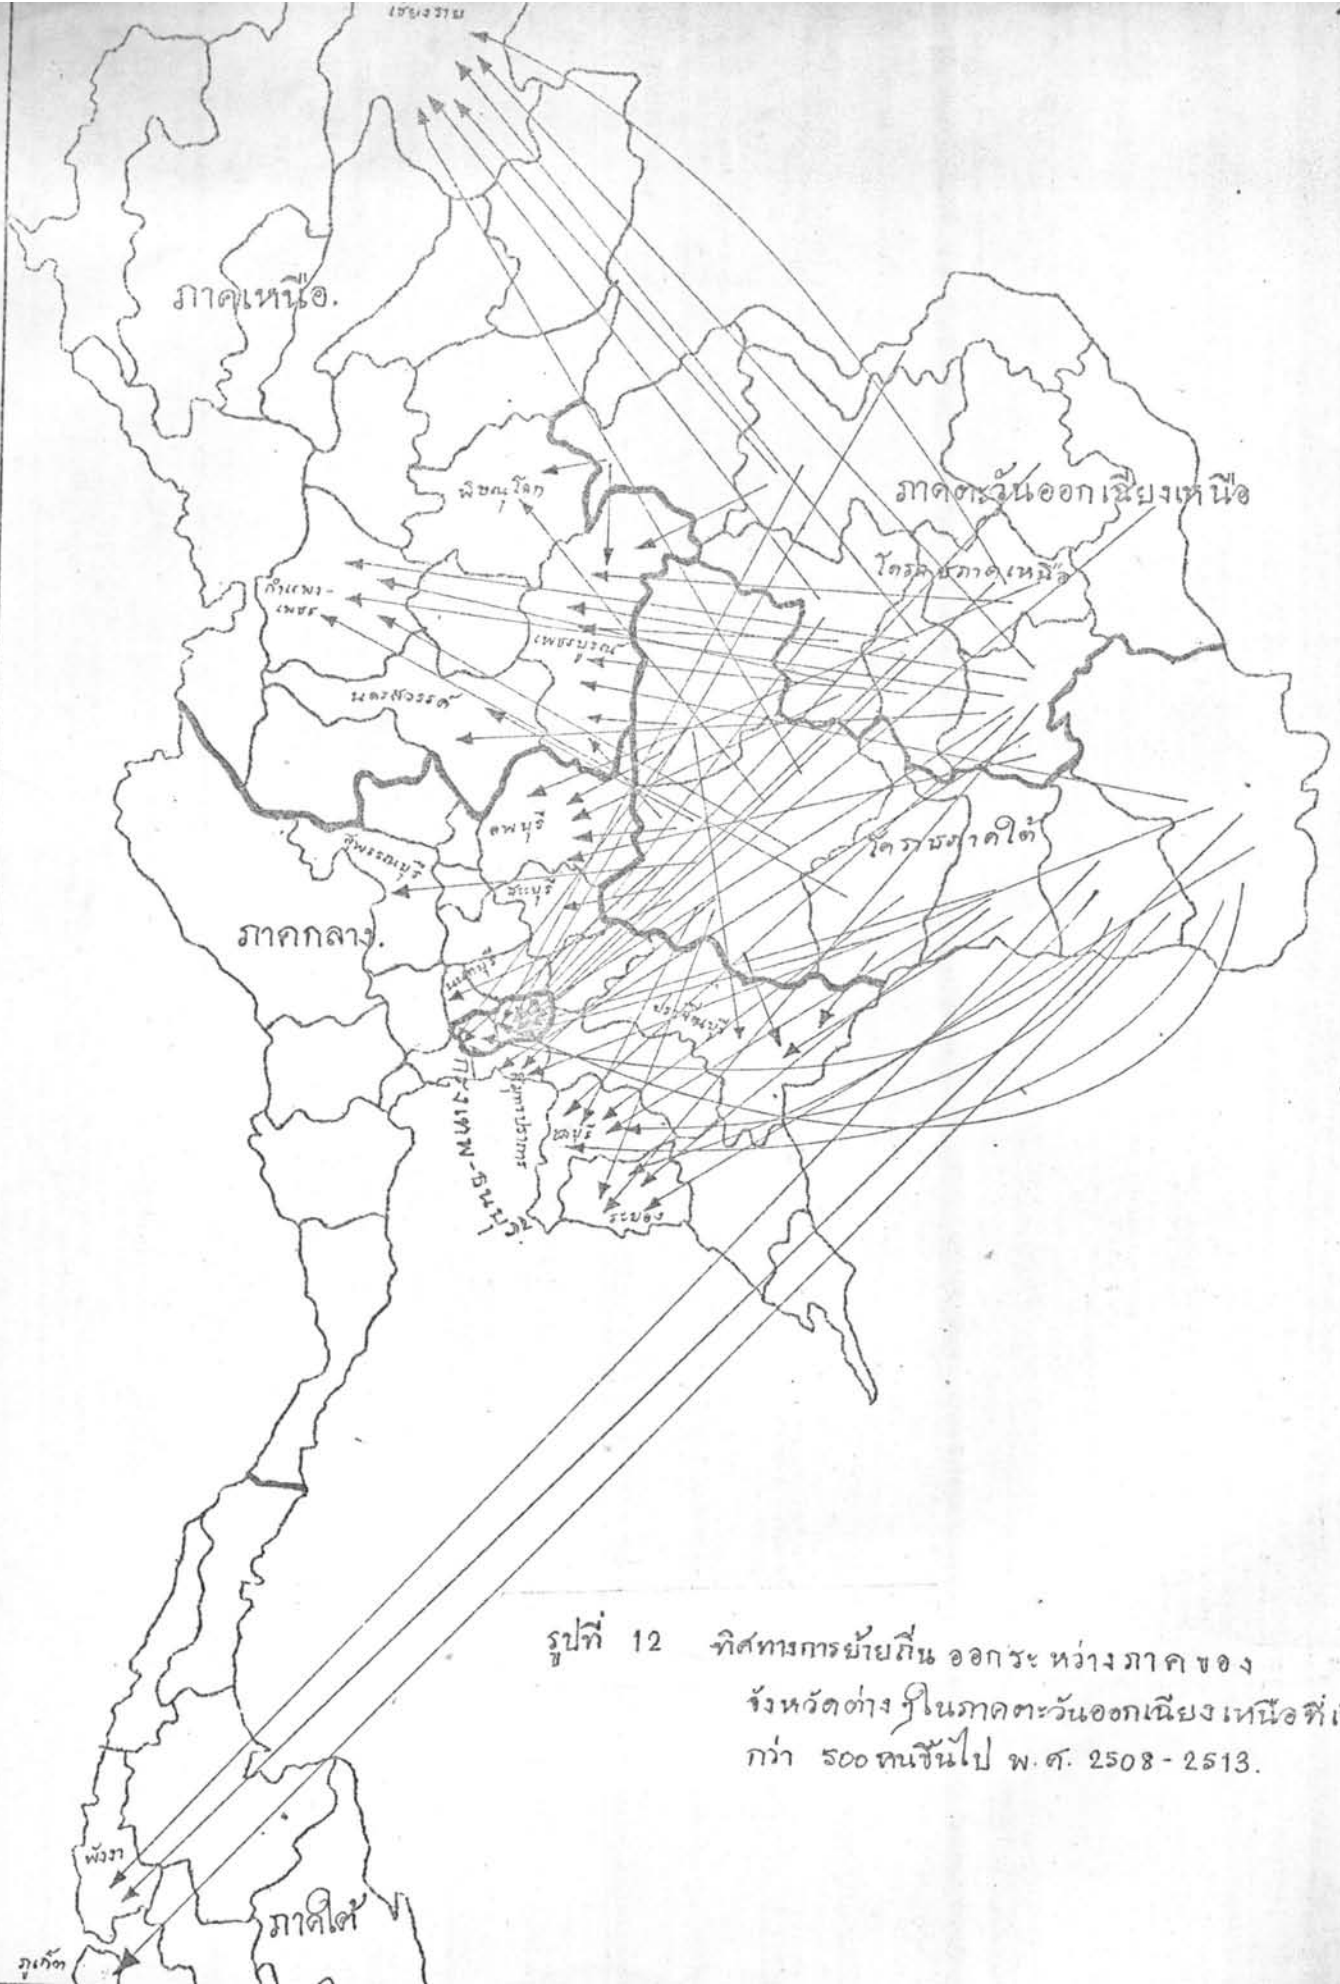 เชียงราย
ภาคเหนือ.
พิษณุโลก
ภาคตะวันออกเฉียงเหนือ
โคราชภาคเหนือ
กำแพง-
เพชร
เพชรบูรณ์
นครสวรรค์
ลพบุรี
โคราชภาคใต้
สุพรรณบุรี
สระบุรี
ภาคกลาง.
นนทบุรี
ปราจีนบุรี
กรุงเทพ-ธนบุรี
สมุทรปราการ
ชลบุรี
ระยอง
รูปที่ 12 ทิศทางการย้ายถิ่น ออกระหว่างภาคของ
จังหวัดต่าง ๆในภาคตะวันออกเฉียงเหนือที่
กว่า 500 คนขึ้นไป พ.ศ. 2508-2513.
พังงา
ภาคใต้
ภูเก็ต